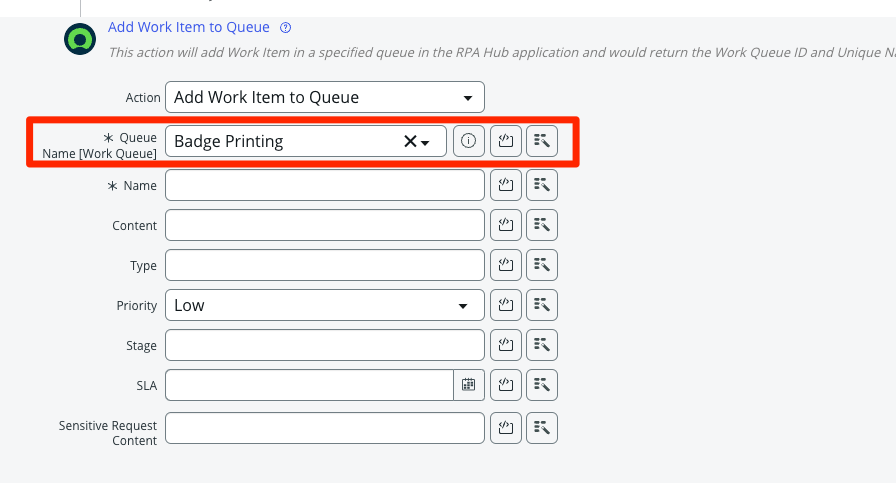 Add Work Item to Queue
This action will add Work Item in a specified queue in the RPA Hub application and would return the Work Queue ID and Unique
Action Add Work Item to Queue
* Queue Name [Work Queue] Badge Printing
* Name
Content
Type
Priority Low
Stage
SLA
Sensitive Request
Content